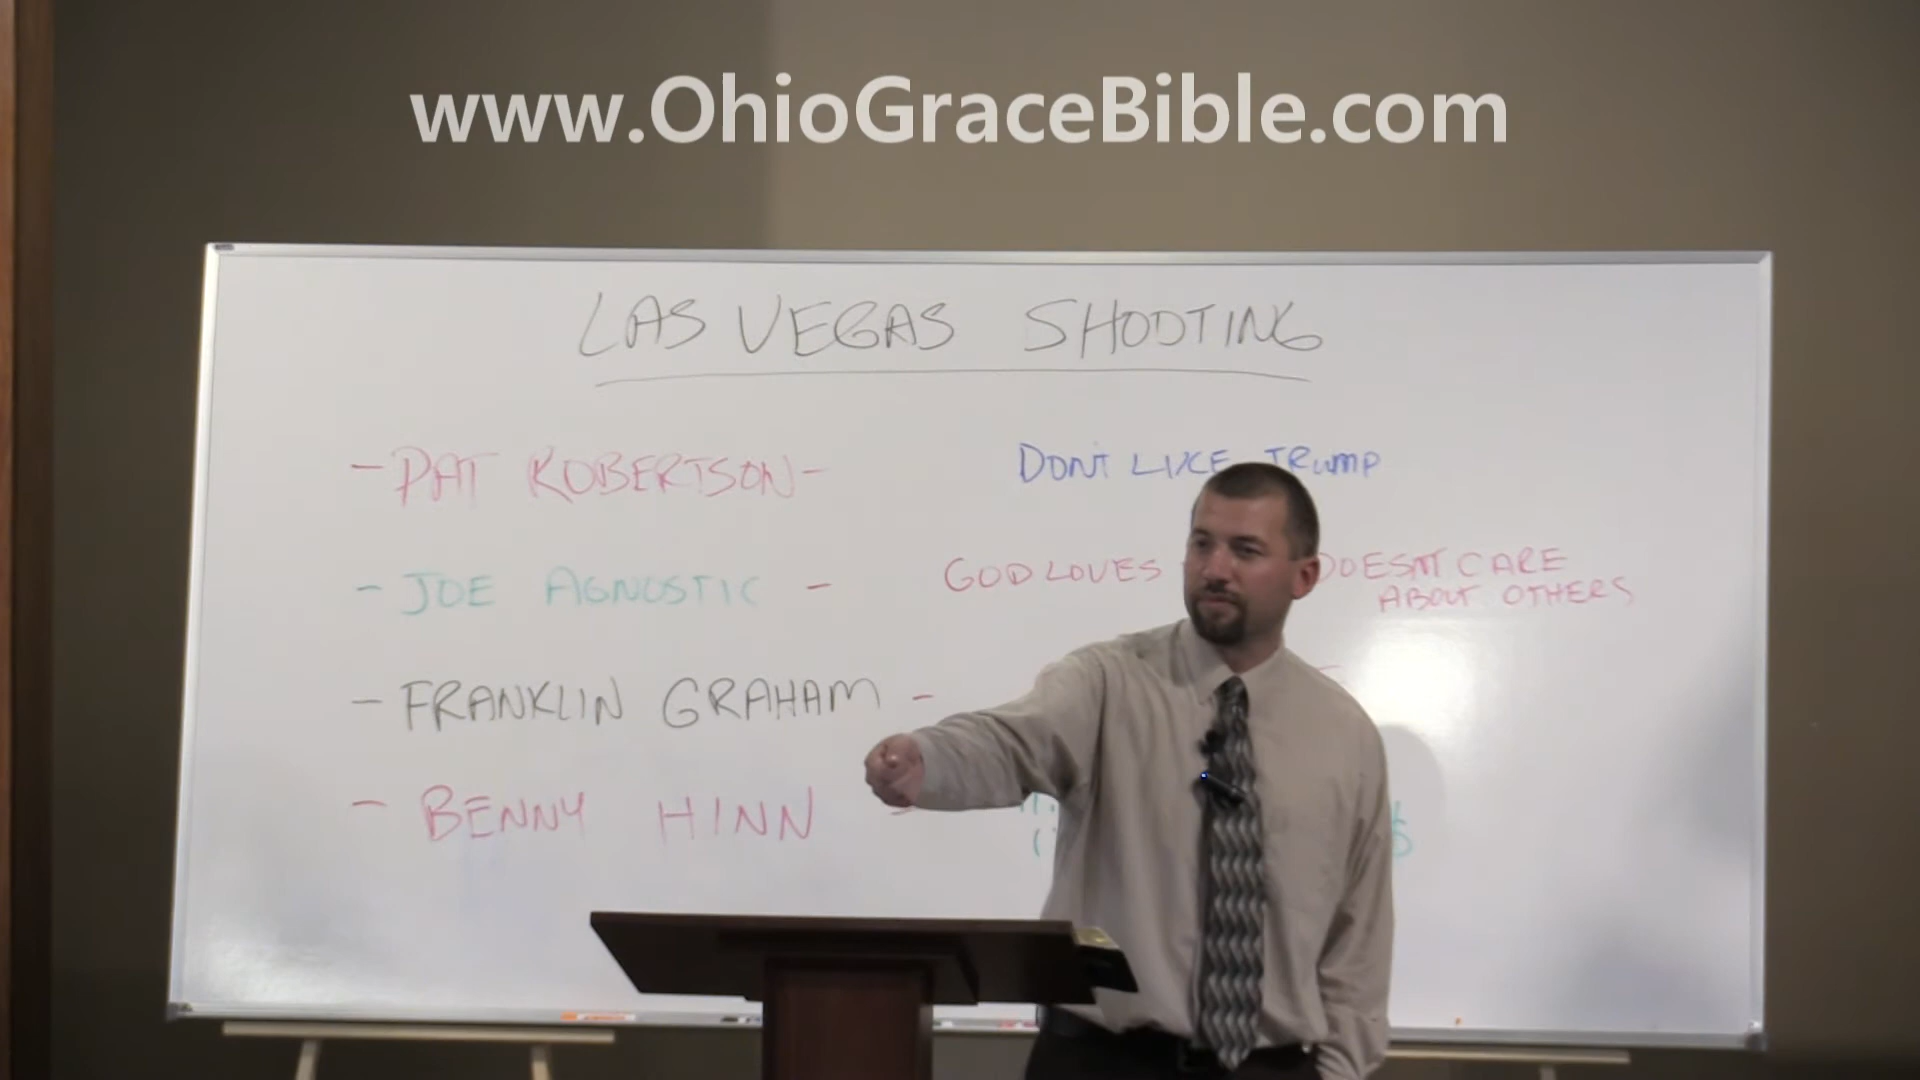 www.OhioGraceBible.com
LAS VEGAS SHOOTING
- PAT ROBERTSON - DONT LIKE TRUMP
- JOE AGNOSTIC - GOD LOVES DOESNT CARE
ABOUT OTHERS
- FRANKLIN GRAHAM -
- BENNY HINN -